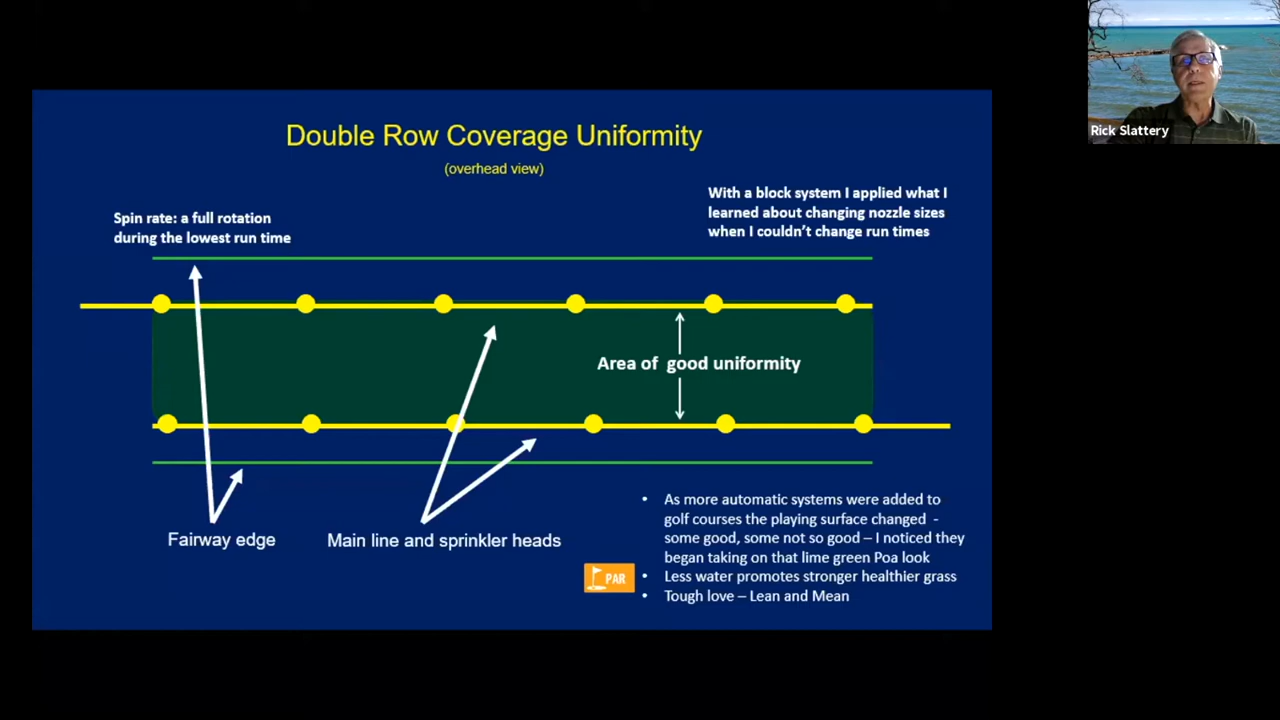 Rick Slattery
Double Row Coverage Uniformity
(overhead view)
Spin rate: a full rotation
during the lowest run time
With a block system I applied what I
learned about changing nozzle sizes
when I couldn't change run times
Area of good uniformity
Fairway edge
Main line and sprinkler heads
• As more automatic systems were added to
golf courses the playing surface changed -
some good, some not so good – I noticed they
began taking on that lime green Poa look
• Less water promotes stronger healthier grass
• Tough love – Lean and Mean
PAR